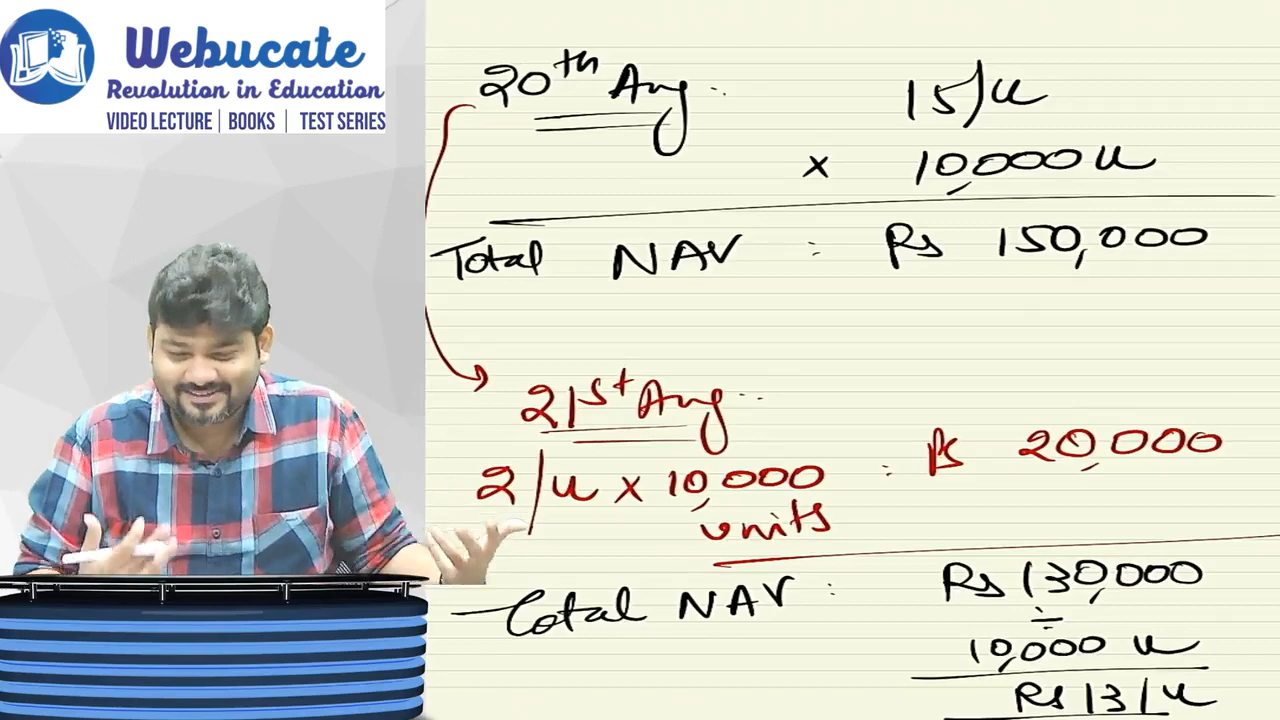 Webucate
Revolution in Education
VIDEO LECTURE | BOOKS | TEST SERIES
20th Aug.. 15/u
× 10,000 u
Total NAV : Rs 150,000
21st Aug..
2/u × 10,000 units : Rs 20,000
Total NAV : Rs 130,000
÷
10,000 u
Rs 13/u